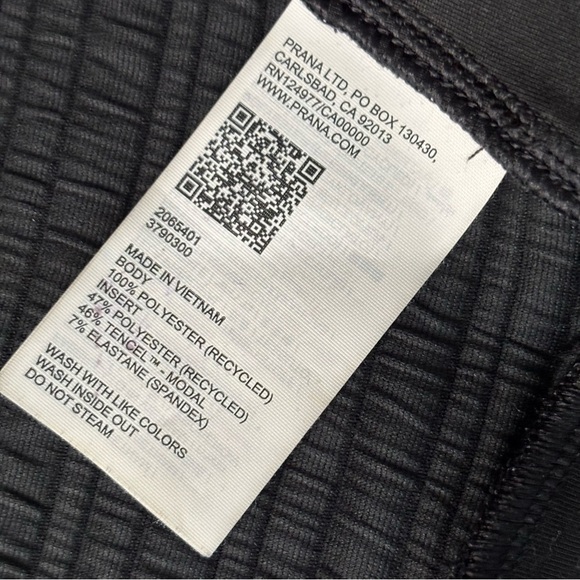 PRANA LTD, PO BOX 130430,
CARLSBAD, CA 92013
RN124977/CA00000
WWW.PRANA.COM
2065401
3790300
MADE IN VIETNAM
BODY
100% POLYESTER (RECYCLED)
INSERT
47% POLYESTER (RECYCLED)
46% TENCEL™ - MODAL
7% ELASTANE (SPANDEX)
WASH WITH LIKE COLORS
WASH INSIDE OUT
DO NOT STEAM